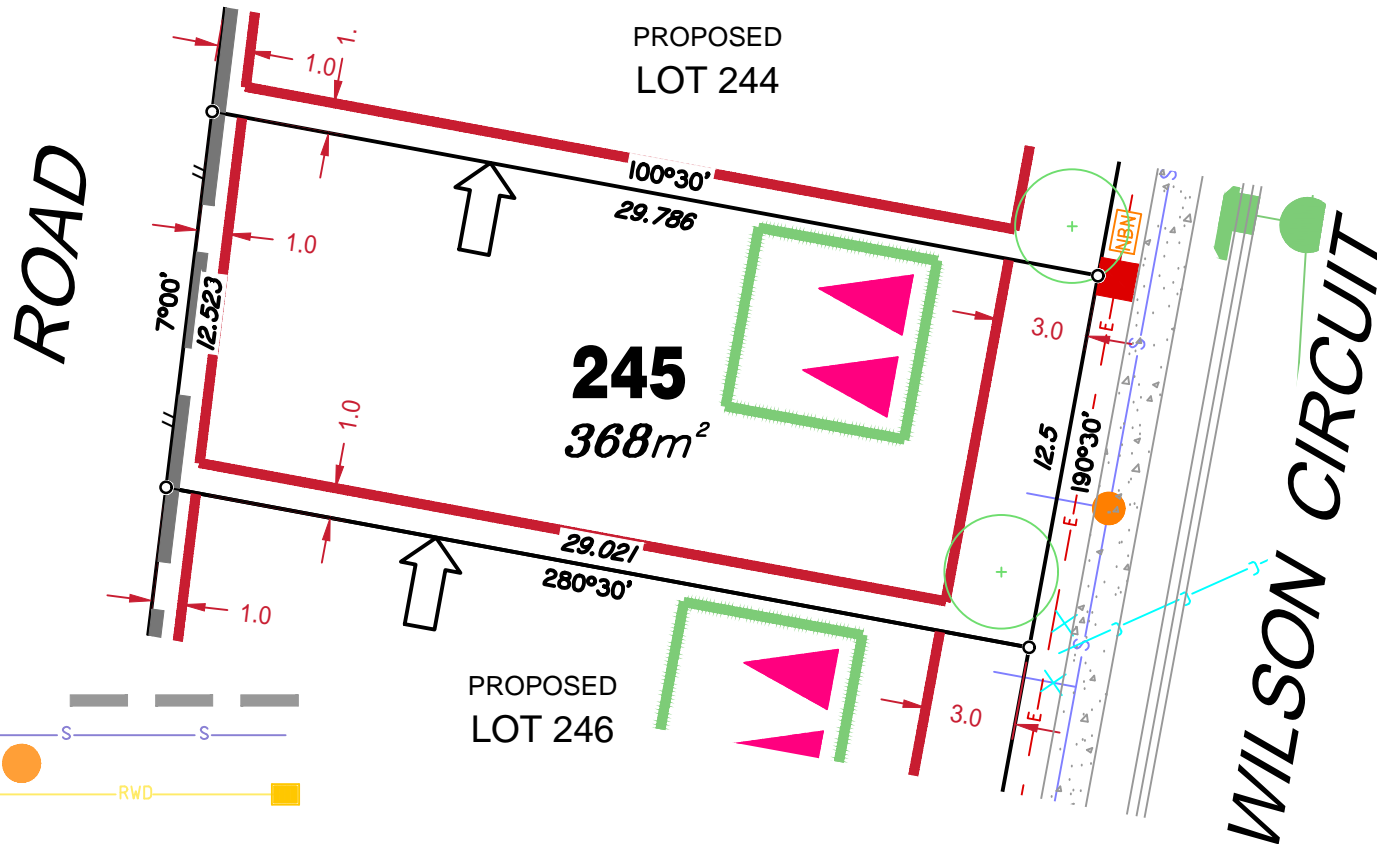 PROPOSED
LOT 244
1.0
1.
100°30'
29.786
ROAD
1.0
7°00'
12.523
245
368m²
1.0
3.0
NBN
S
E
S
12.5
190°30'
E
WILSON CIRCUIT
29.021
280°30'
1.0
PROPOSED
LOT 246
3.0
E
S
S S
RWD